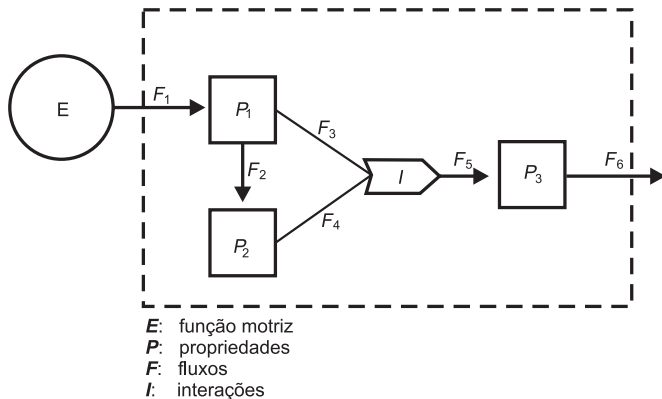 E
F1
P1
F2
P2
F3
F4
I
F5
P3
F6
E: função motriz
P: propriedades
F: fluxos
I: interações